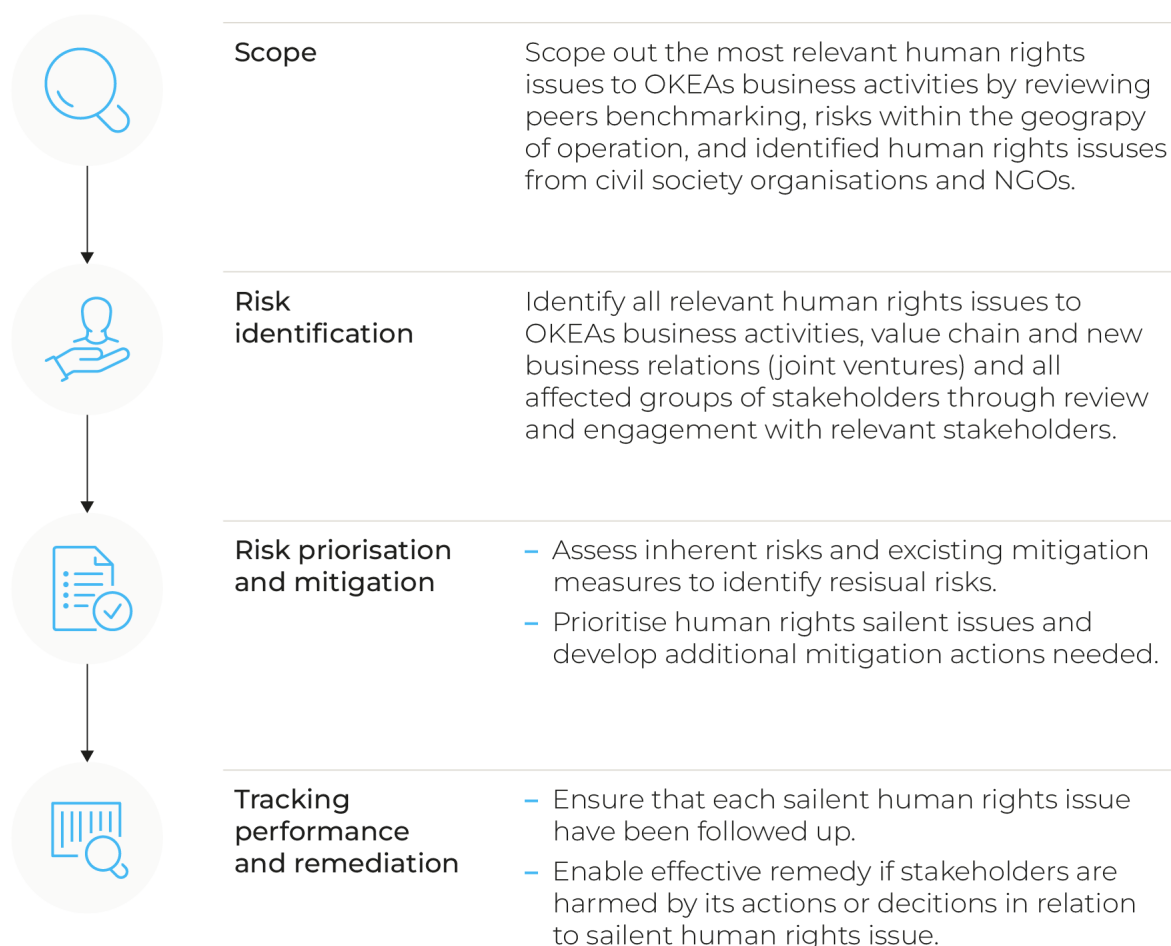 Scope
Scope out the most relevant human rights
issues to OKEAs business activities by reviewing
peers benchmarking, risks within the geograpy
of operation, and identified human rights issuses
from civil society organisations and NGOs.
Risk
identification
Identify all relevant human rights issues to
OKEAs business activities, value chain and new
business relations (joint ventures) and all
affected groups of stakeholders through review
and engagement with relevant stakeholders.
Risk priorisation
and mitigation
– Assess inherent risks and excisting mitigation
measures to identify resisual risks.
– Prioritise human rights sailent issues and
develop additional mitigation actions needed.
Tracking
performance
and remediation
– Ensure that each sailent human rights issue
have been followed up.
– Enable effective remedy if stakeholders are
harmed by its actions or decitions in relation
to sailent human rights issue.